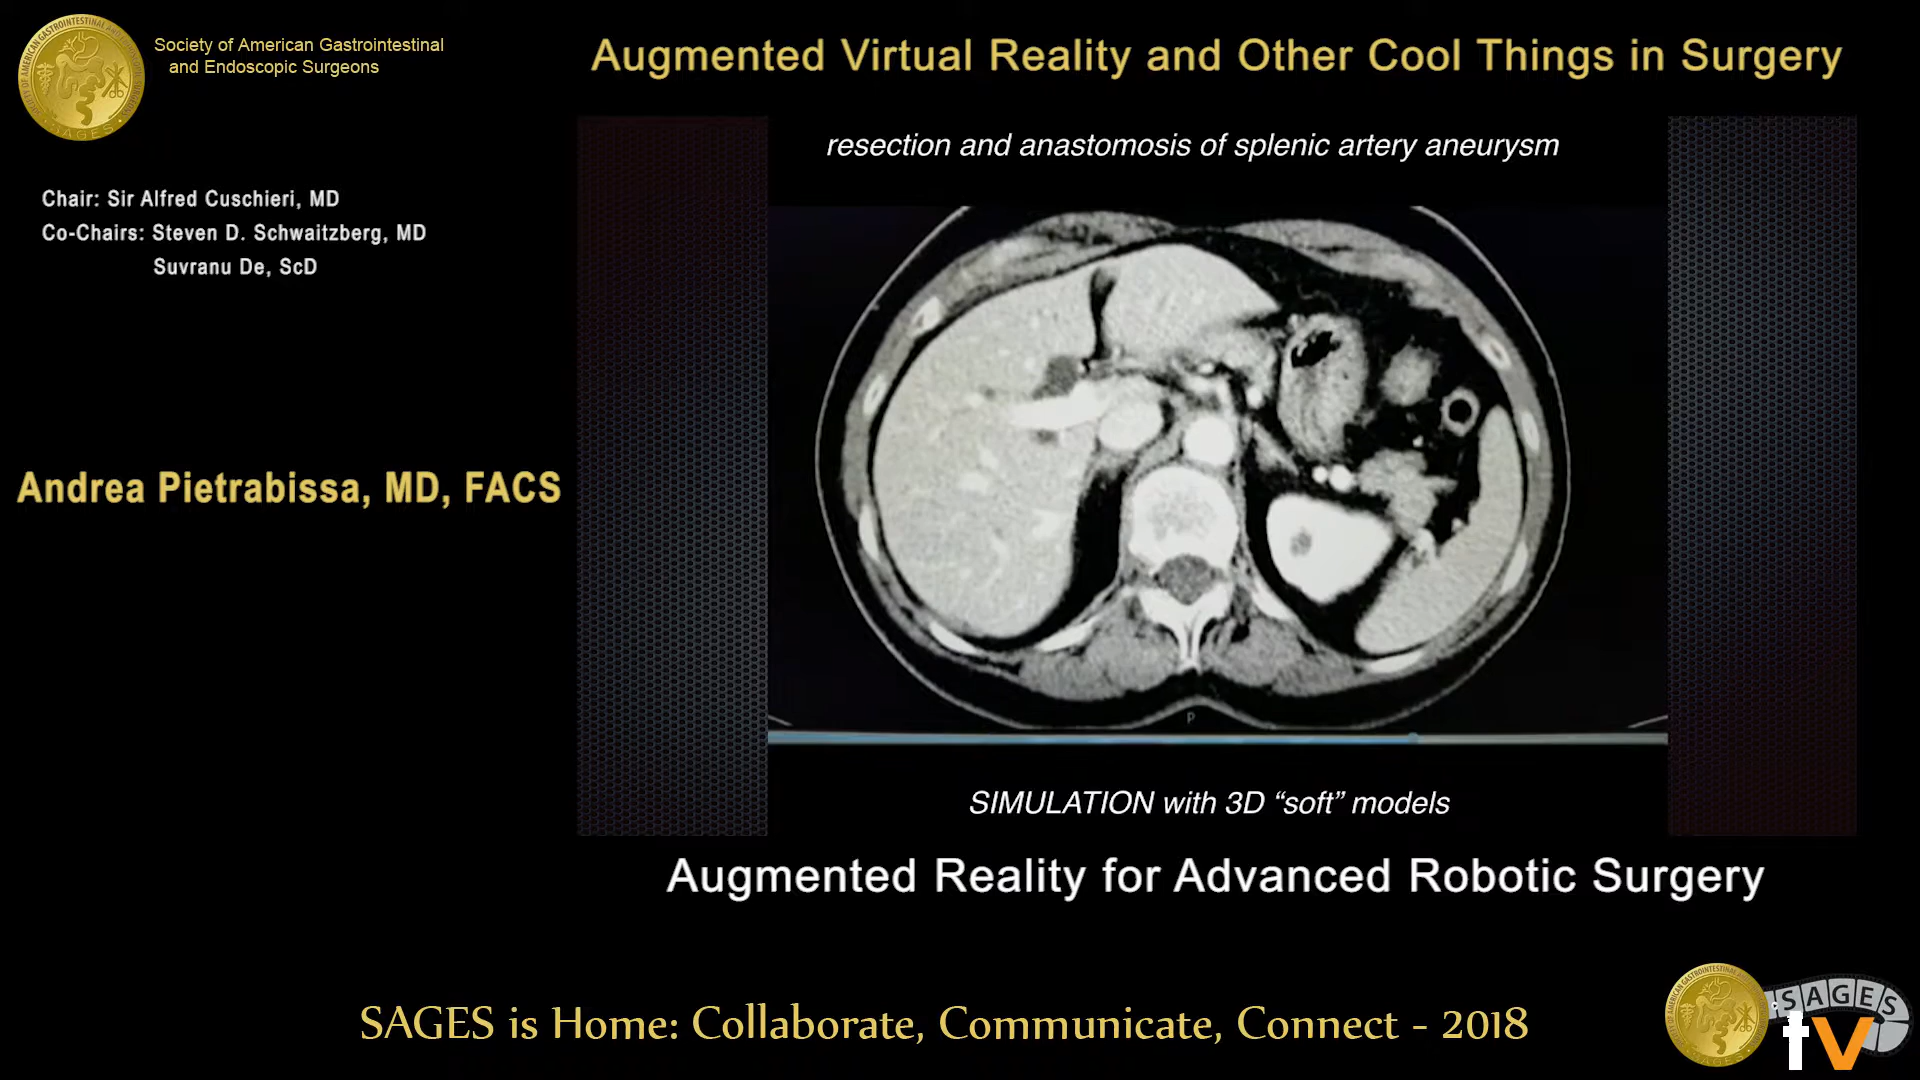 Society of American Gastrointestinal
and Endoscopic Surgeons
Augmented Virtual Reality and Other Cool Things in Surgery
Chair: Sir Alfred Cuschieri, MD
Co-Chairs: Steven D. Schwaitzberg, MD
Suvranu De, ScD
Andrea Pietrabissa, MD, FACS
resection and anastomosis of splenic artery aneurysm
P
SIMULATION with 3D “soft” models
Augmented Reality for Advanced Robotic Surgery
SAGES is Home: Collaborate, Communicate, Connect - 2018
SAGES
tv